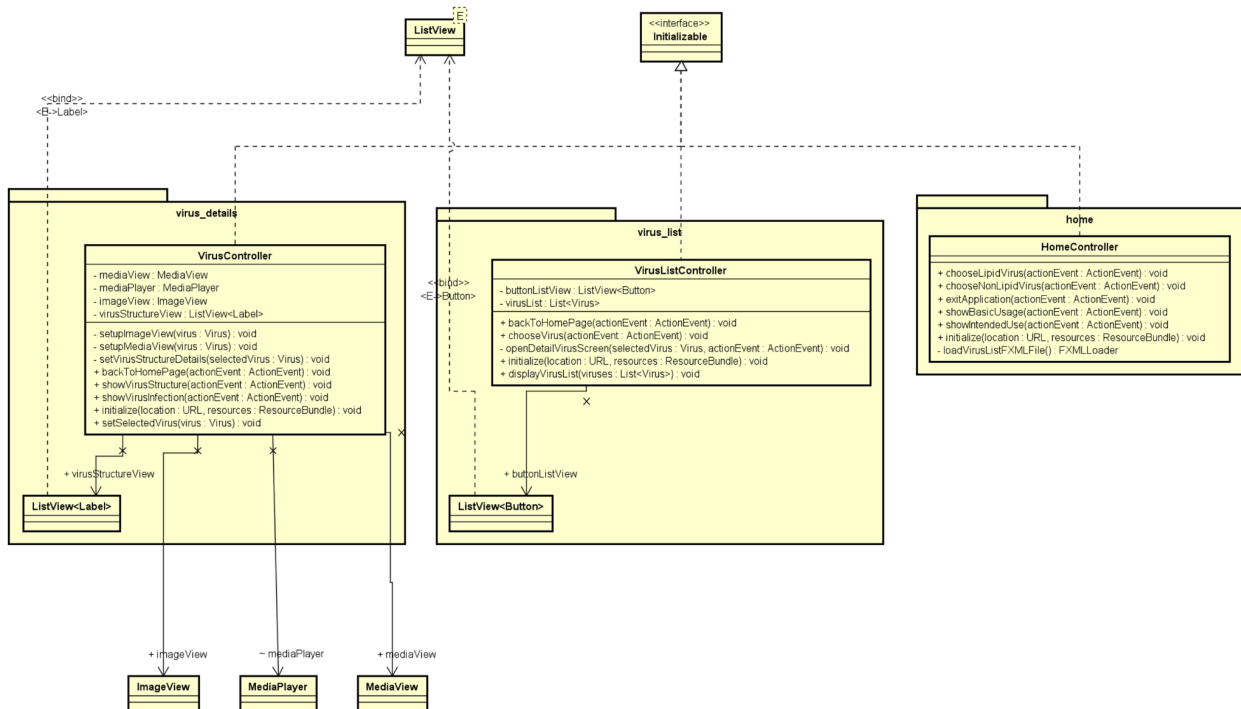 E
ListView
<<interface>>
Initializable
<<bind>>
<E->Label>
virus_details
VirusController
- mediaView : MediaView
- mediaPlayer : MediaPlayer
- imageView : ImageView
- virusStructureView : ListView<Label>
- setupImageView(virus : Virus) : void
- setupMediaView(virus : Virus) : void
- setVirusStructureDetails(selectedVirus : Virus) : void
+ backToHomePage(actionEvent : ActionEvent) : void
+ showVirusStructure(actionEvent : ActionEvent) : void
+ showVirusInfection(actionEvent : ActionEvent) : void
+ initialize(location : URL, resources : ResourceBundle) : void
+ setSelectedVirus(virus : Virus) : void
+ virusStructureView
ListView<Label>
virus_list
<<bind>>
<E->Button>
VirusListController
- buttonListView : ListView<Button>
- virusList : List<Virus>
+ backToHomePage(actionEvent : ActionEvent) : void
+ chooseVirus(actionEvent : ActionEvent) : void
- openDetailVirusScreen(selectedVirus : Virus, actionEvent : ActionEvent) : void
+ initialize(location : URL, resources : ResourceBundle) : void
+ displayVirusList(viruses : List<Virus>) : void
+ buttonListView
ListView<Button>
home
HomeController
+ chooseLipidVirus(actionEvent : ActionEvent) : void
+ chooseNonLipidVirus(actionEvent : ActionEvent) : void
+ exitApplication(actionEvent : ActionEvent) : void
+ showBasicUsage(actionEvent : ActionEvent) : void
+ showIntendedUse(actionEvent : ActionEvent) : void
+ initialize(location : URL, resources : ResourceBundle) : void
- loadVirusListFXMLFile() : FXMLLoader
+ imageView
~ mediaPlayer
+ mediaView
ImageView
MediaPlayer
MediaView